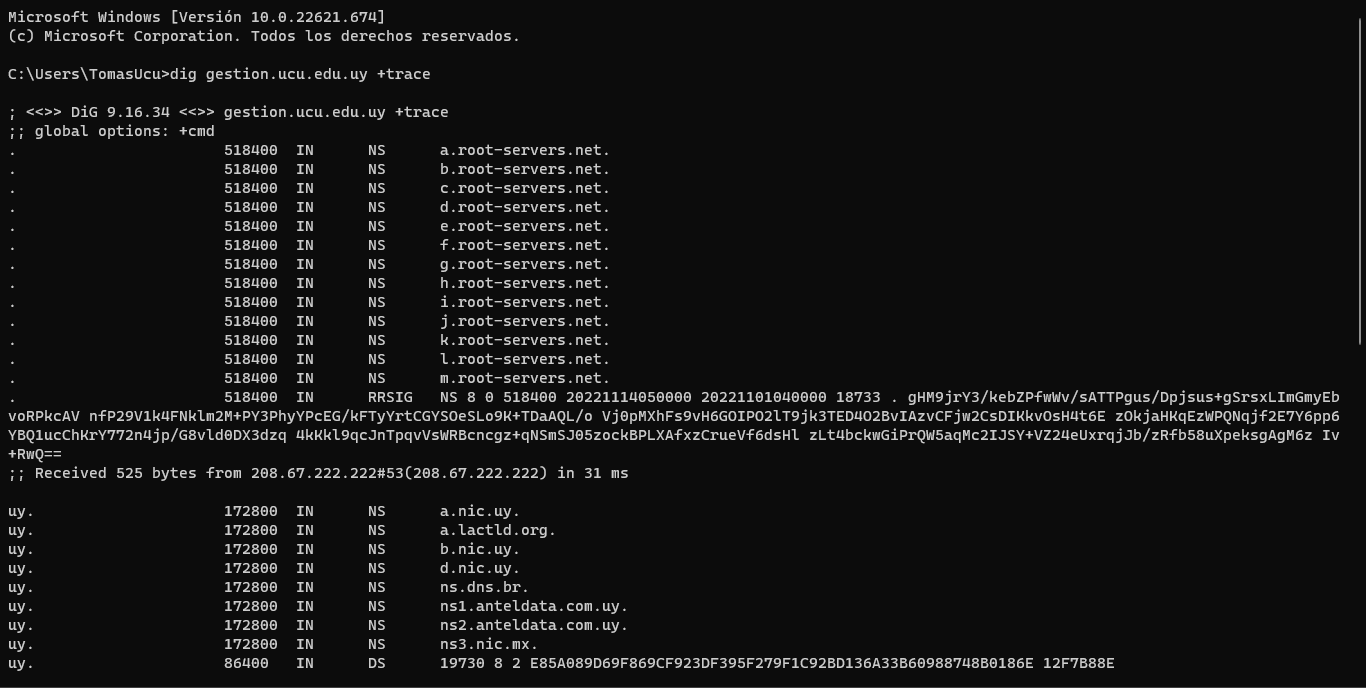 Microsoft Windows [Versión 10.0.22621.674]
(c) Microsoft Corporation. Todos los derechos reservados.
C:\Users\TomasUcu>dig gestion.ucu.edu.uy +trace
; <<>> DiG 9.16.34 <<>> gestion.ucu.edu.uy +trace
;; global options: +cmd
. 518400 IN NS a.root-servers.net.
. 518400 IN NS b.root-servers.net.
. 518400 IN NS c.root-servers.net.
. 518400 IN NS d.root-servers.net.
. 518400 IN NS e.root-servers.net.
. 518400 IN NS f.root-servers.net.
. 518400 IN NS g.root-servers.net.
. 518400 IN NS h.root-servers.net.
. 518400 IN NS i.root-servers.net.
. 518400 IN NS j.root-servers.net.
. 518400 IN NS k.root-servers.net.
. 518400 IN NS l.root-servers.net.
. 518400 IN NS m.root-servers.net.
. 518400 IN RRSIG NS 8 0 518400 20221114050000 20221101040000 18733 . gHM9jrY3/kebZPfwWv/sATTPgus/Dpjsus+gSrsxLImGmyEb
voRPkcAV nfP29V1k4FNklm2M+PY3PhyYPcEG/kFTyYrtCGYSOeSLo9K+TDaAQL/o Vj0pMXhFs9vH6GOIPO2lT9jk3TED4O2BvIAzvCFjw2CsDIKkvOsH4t6E zOkjaHKqEzWPQNqjf2E7Y6pp6
YBQ1ucChKrY772n4jp/G8vld0DX3dzq 4kKkl9qcJnTpqvVsWRBcncgz+qNSmSJ05zockBPLXAfxzCrueVf6dsHl zLt4bckwGiPrQW5aqMc2IJSY+VZ24eUxrqjJb/zRfb58uXpeksgAgM6z Iv
+RwQ==
;; Received 525 bytes from 208.67.222.222#53(208.67.222.222) in 31 ms
uy. 172800 IN NS a.nic.uy.
uy. 172800 IN NS a.lactld.org.
uy. 172800 IN NS b.nic.uy.
uy. 172800 IN NS d.nic.uy.
uy. 172800 IN NS ns.dns.br.
uy. 172800 IN NS ns1.anteldata.com.uy.
uy. 172800 IN NS ns2.anteldata.com.uy.
uy. 172800 IN NS ns3.nic.mx.
uy. 86400 IN DS 19730 8 2 E85A089D69F869CF923DF395F279F1C92BD136A33B60988748B0186E 12F7B88E